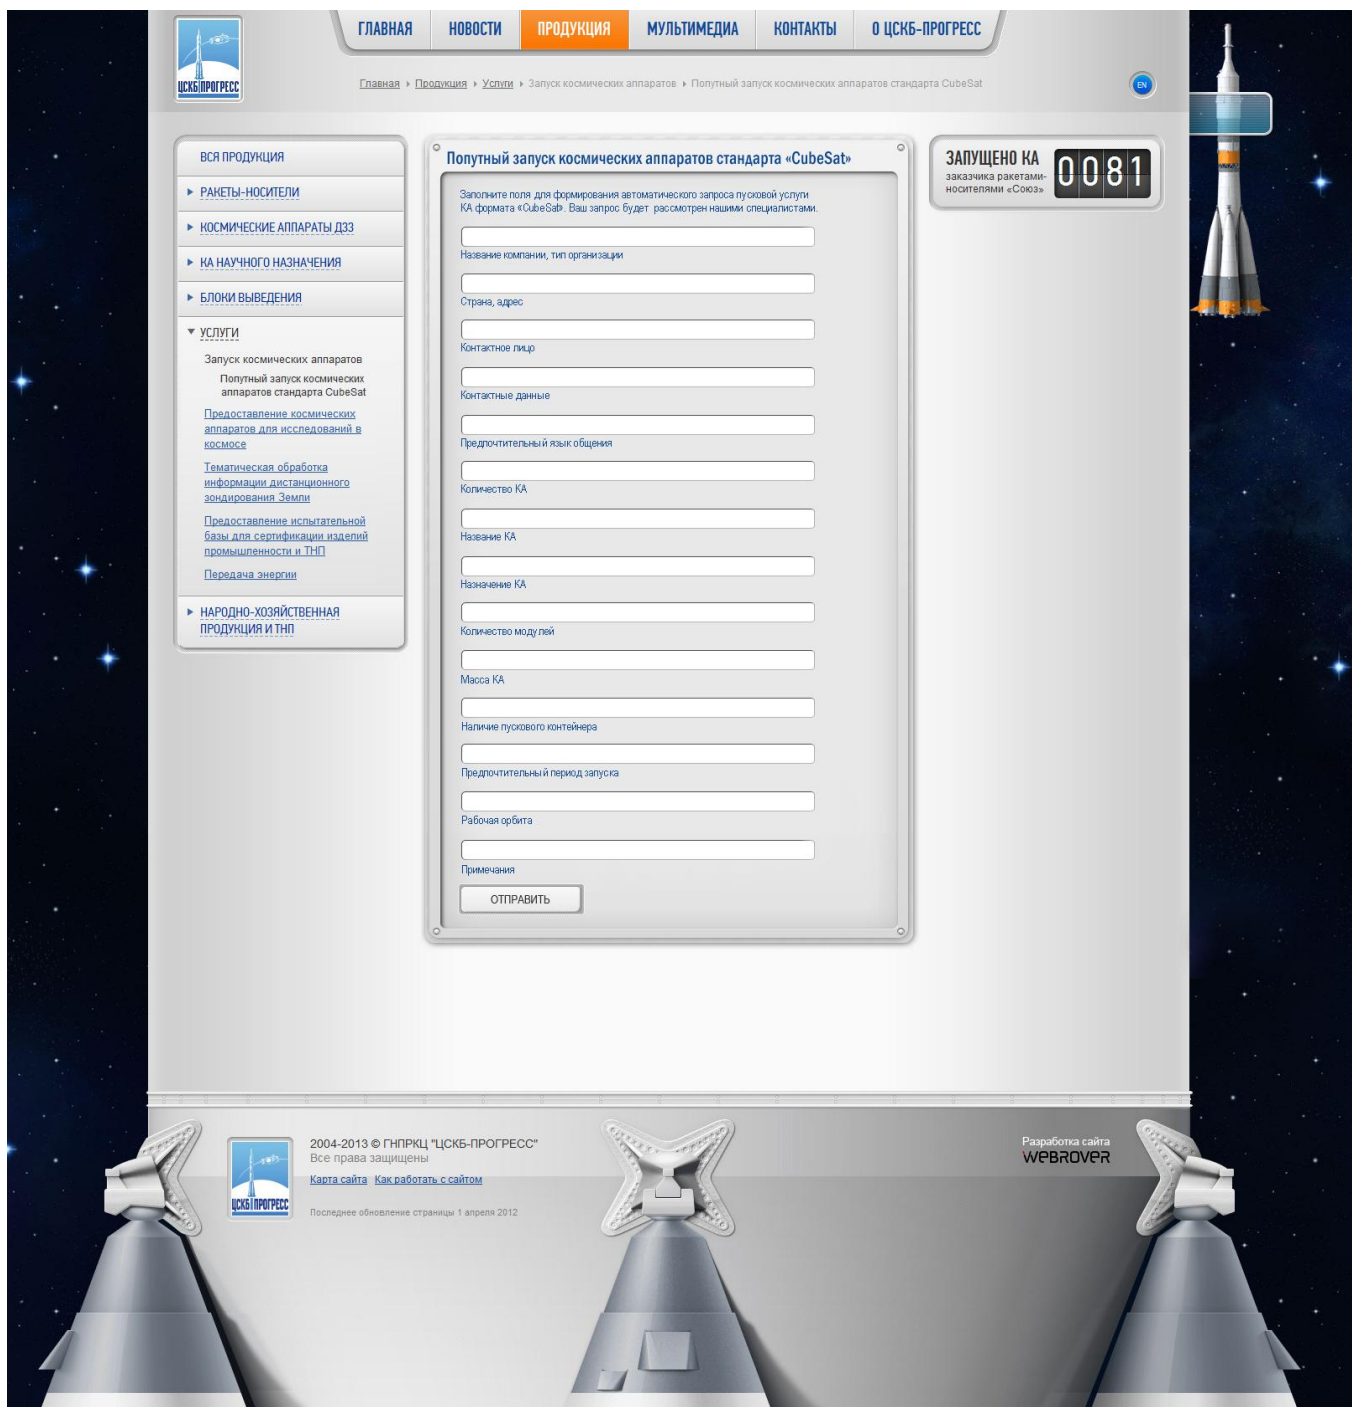 ЦСКБ ПРОГРЕСС
ГЛАВНАЯ НОВОСТИ ПРОДУКЦИЯ МУЛЬТИМЕДИА КОНТАКТЫ О ЦСКБ-ПРОГРЕСС
Главная Продукция Услуги Запуск космических аппаратов Попутный запуск космических аппаратов стандарта CubeSat
EN
ВСЯ ПРОДУКЦИЯ
РАКЕТЫ-НОСИТЕЛИ
КОСМИЧЕСКИЕ АППАРАТЫ ДЗЗ
КА НАУЧНОГО НАЗНАЧЕНИЯ
БЛОКИ ВЫВЕДЕНИЯ
УСЛУГИ
Запуск космических аппаратов
Попутный запуск космических
аппаратов стандарта CubeSat
Предоставление космических
аппаратов для исследований в
космосе
Тематическая обработка
информации дистанционного
зондирования Земли
Предоставление испытательной
базы для сертификации изделий
промышленности и ТНП
Передача энергии
НАРОДНО-ХОЗЯЙСТВЕННАЯ
ПРОДУКЦИЯ И ТНП
Попутный запуск космических аппаратов стандарта «CubeSat»
Заполните поля для формирования автоматического запроса пусковой услуги
КА формата «CubeSat». Ваш запрос будет рассмотрен нашими специалистами.
Название компании, тип организации
Страна, адрес
Контактное лицо
Контактные данные
Предпочтительный язык общения
Количество КА
Название КА
Назначение КА
Количество модулей
Масса КА
Наличие пускового контейнера
Предпочтительный период запуска
Рабочая орбита
Примечания
ОТПРАВИТЬ
ЗАПУЩЕНО КА
заказчика ракетами-
носителями «Союз»
0081
ЦСКБ ПРОГРЕСС
2004-2013 © ГНПРКЦ "ЦСКБ-ПРОГРЕСС"
Все права защищены
Карта сайта Как работать с сайтом
Последнее обновление страницы 1 апреля 2012
Разработка сайта
WEBROVER